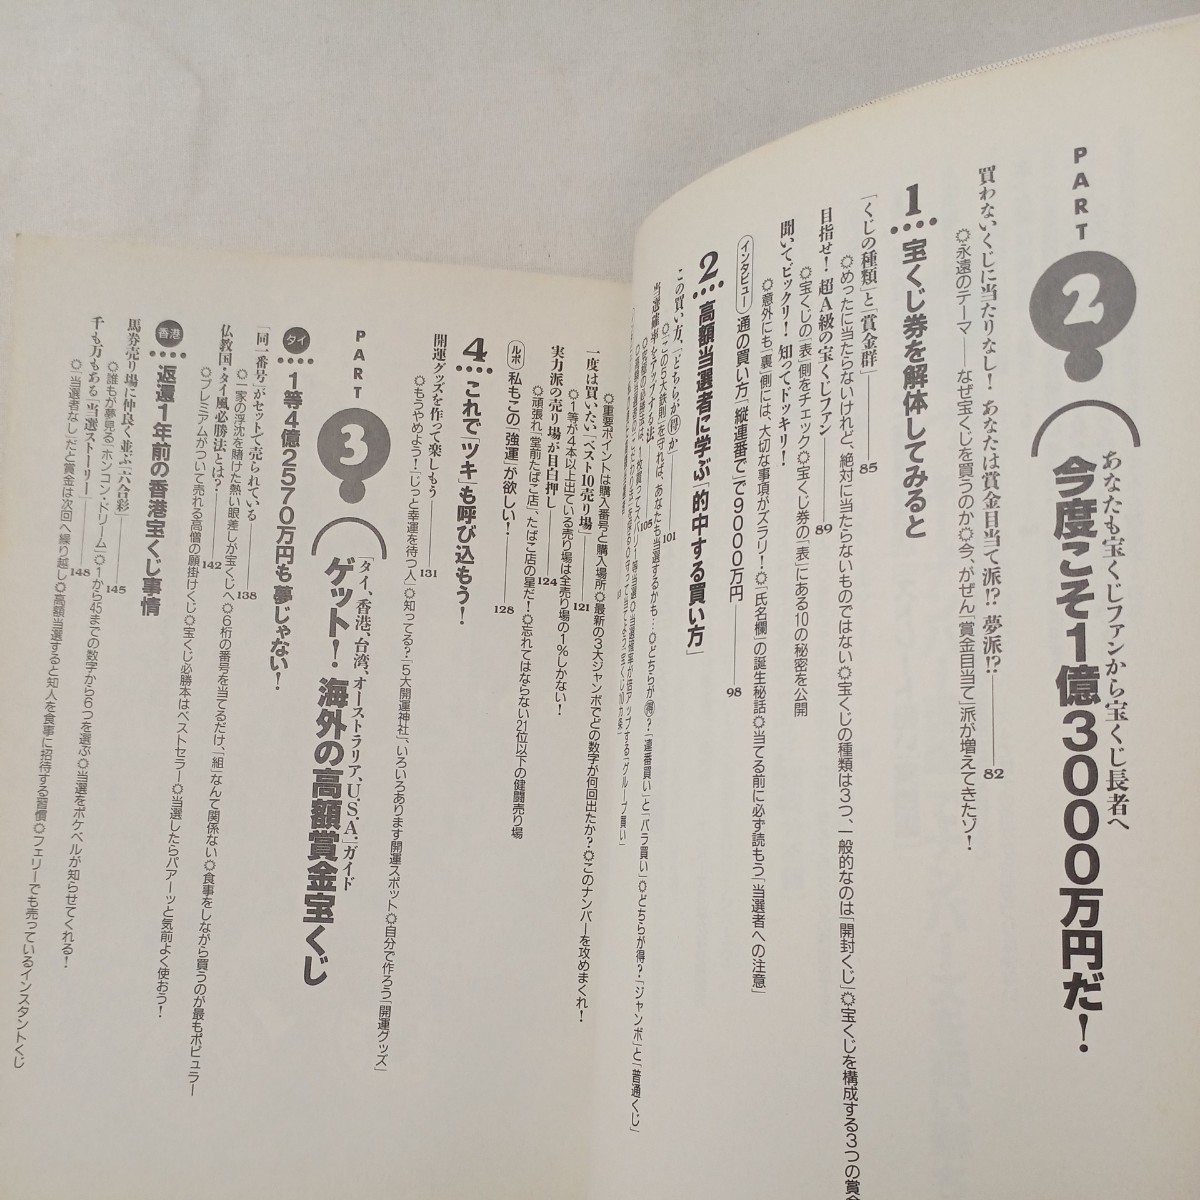 PART 2
あなたも宝くじファンから宝くじ長者へ
今度こそ1億3000万円だ!
買わないくじに当たりなし! あなたは賞金目当て派!? 夢派!?――82
◎永遠のテーマ――なぜ宝くじを買うのか◎今、がぜん「賞金目当て」派が増えてきたゾ!
1 宝くじ券を解体してみると
「くじの種類」と「賞金群」――85
◎めったに当たらないけれど、絶対に当たらないものではない◎宝くじの種類は3つ、一般的なのは「開封くじ」◎宝くじを構成する3つの賞金
目指せ! 超A級の宝くじファン――89
◎宝くじの「表」側をチェック◎宝くじ券の「表」にある10の秘密を公開
聞いてビックリ! 知ってドッキリ!
◎意外にも「裏」側には、大切な事項がズラリ!◎「氏名欄」の誕生秘話◎当てる前に必ず読もう「当選者への注意」
インタビュー 通の買い方「縦連番」で9000万円――98
2 高額当選者に学ぶ「的中する買い方」
この買い方、「どちらが得か」――101
◎この5大鉄則を守れば、あなたも当選するかも…◎どちらが得?「連番買い」と「バラ買い」◎どちらが得?「ジャンボ」と「普通くじ」
当選確率をアップする法――105
◎重要ポイントは購入番号と購入場所◎最新の3大ジャンボでどの数字が何回出たか?◎このナンバーを攻めまくれ!
一度は買いたい「ベスト10売り場」――121
◎1等が4本以上出ている売り場は全売り場の1%しかない!
実力派の売り場が目白押し――124
◎頑張れ「堂前たばこ店」、たばこ店の星だ!◎忘れてはならない21位以下の健闘売り場
ルポ 私もこの「強運」が欲しい!――128
4 これで「ツキ」も呼び込もう!
開運グッズを作って楽しもう――131
◎もうやめよう!「じっと幸運を待つ人」◎知ってる?「5大開運神社」、いろいろあります開運スポット◎自分で作ろう「開運グッズ」
PART 3
「タイ、香港、台湾、オーストラリア、U.S.A.」ガイド
ゲット! 海外の高額賞金宝くじ
タイ 1等4億2570万円も夢じゃない!
「同一番号」がセットで売られている――138
◎一家の浮沈を賭けた熱い眼差しが宝くじへ◎6桁の番号を当てるだけ、「組」なんて関係ない◎食事をしながら買うのが最もポピュラー
仏教国・タイ風必勝法とは?――142
◎プレミアムがついて売れる高僧の願掛けくじ◎宝くじ必勝本はベストセラー◎当選したらパアーッと気前よく使おう!
香港 返還1年前の香港宝くじ事情
馬券売り場に仲良く並ぶ「六合彩」――145
◎誰もが夢見る「ホンコン・ドリーム」◎1から45までの数字から6つを選ぶ◎当選をポケベルが知らせてくれる!
千も万もある「当選ストーリー」――148
◎「当選者なし」だと賞金は次回へ繰り越し◎高額当選すると知人を食事に招待する習慣◎フェリーでも売っているインスタントくじ